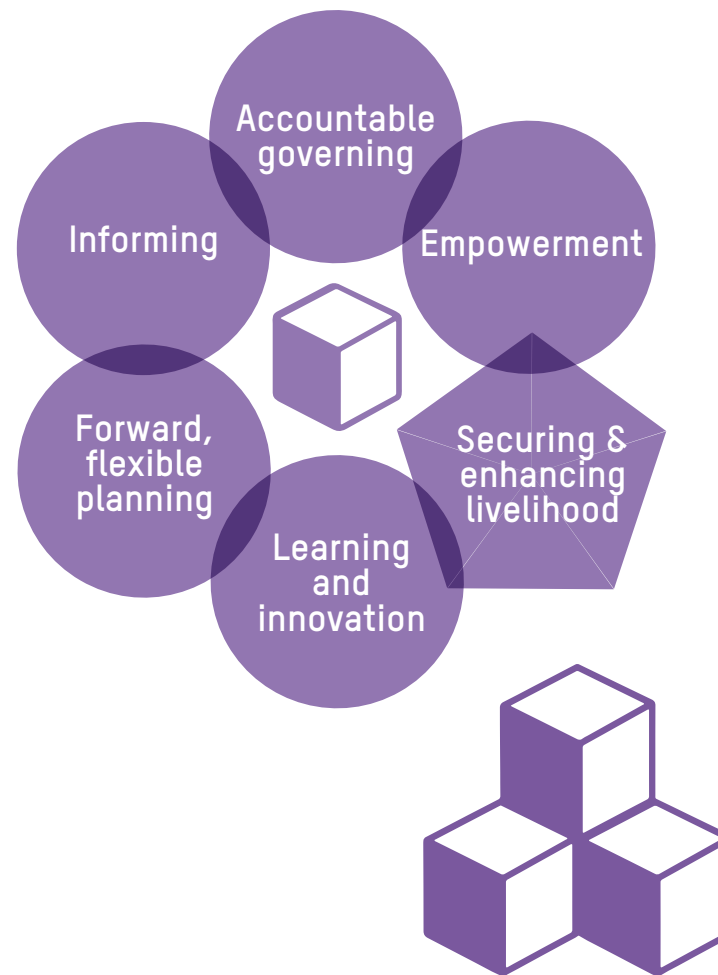 Accountable
governing
Informing
Empowerment
Forward,
flexible
planning
Securing &
enhancing
livelihood
Learning
and
innovation